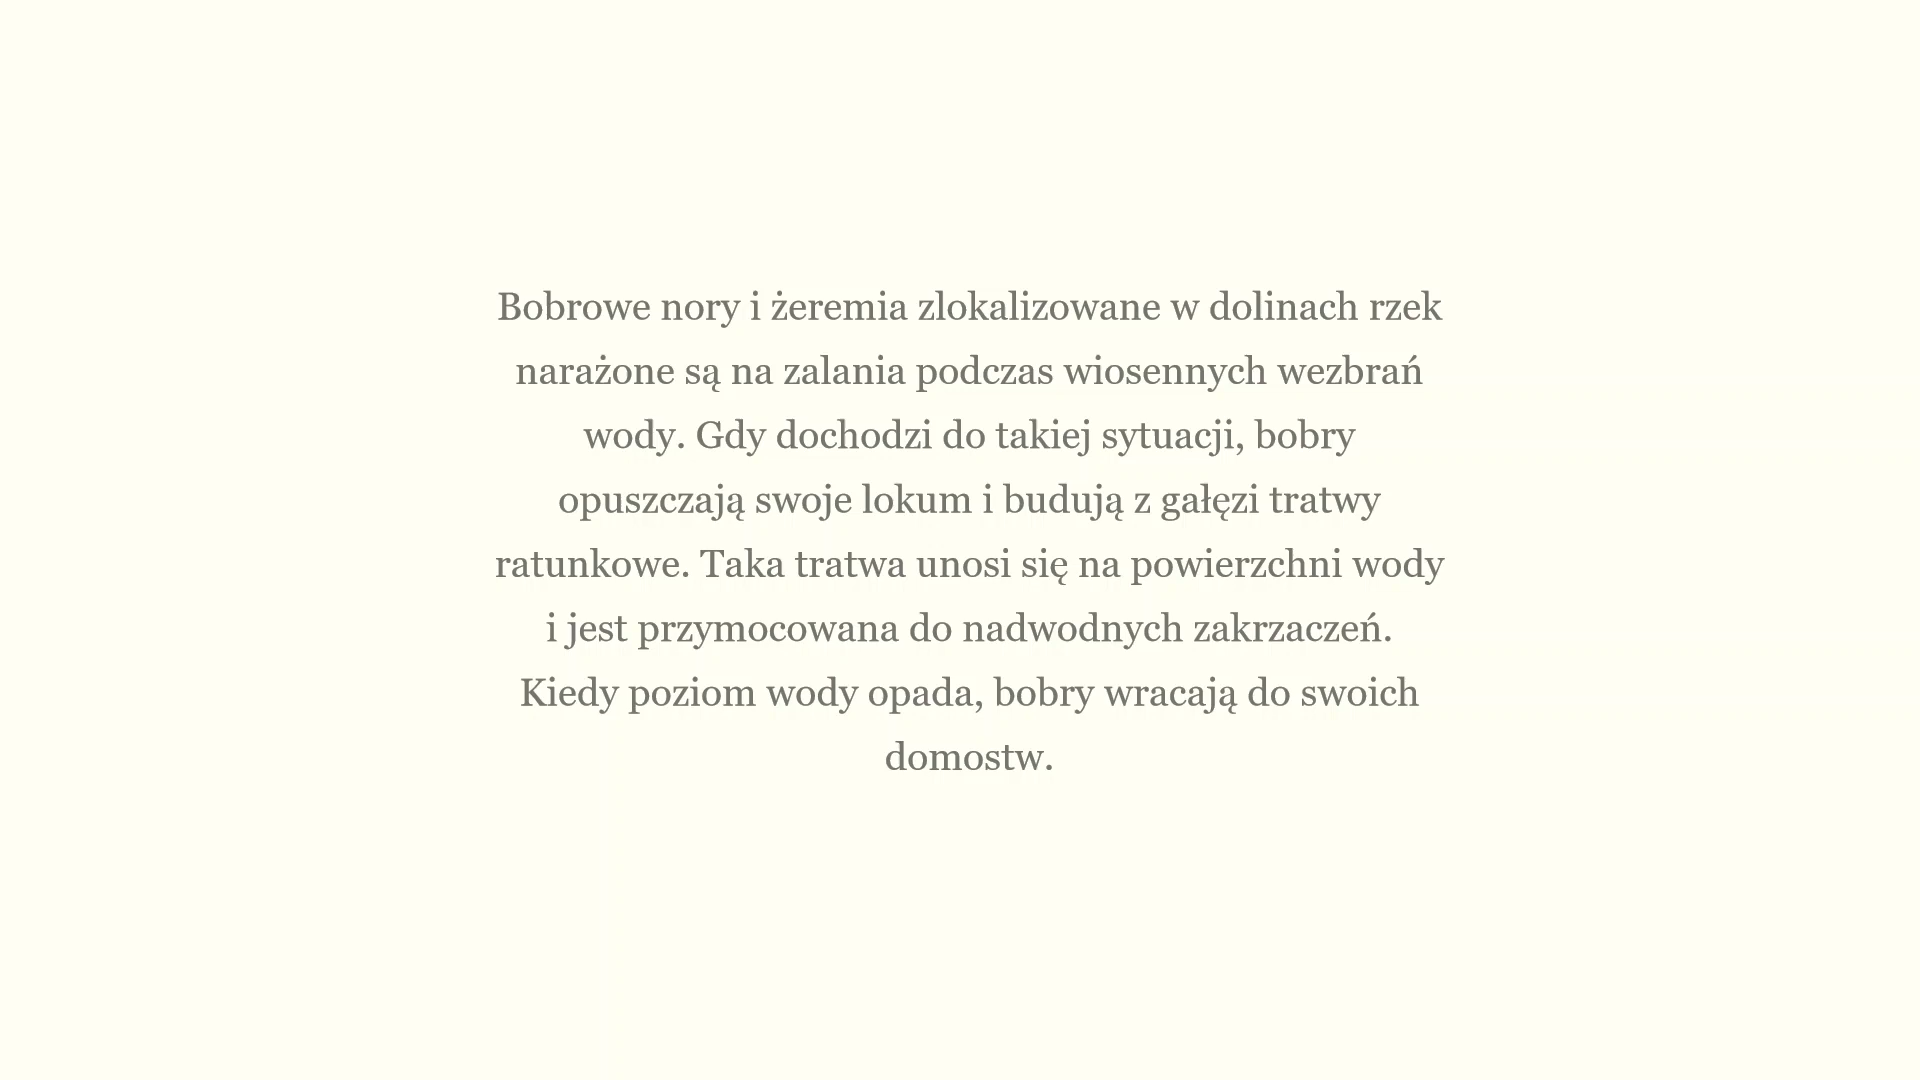 Bobrowe nory i żeremia zlokalizowane w dolinach rzek
narażone są na zalania podczas wiosennych wezbrań
wody. Gdy dochodzi do takiej sytuacji, bobry
opuszczają swoje lokum i budują z gałęzi tratwy
ratunkowe. Taka tratwa unosi się na powierzchni wody
i jest przymocowana do nadwodnych zakrzaczeń.
Kiedy poziom wody opada, bobry wracają do swoich
domostw.